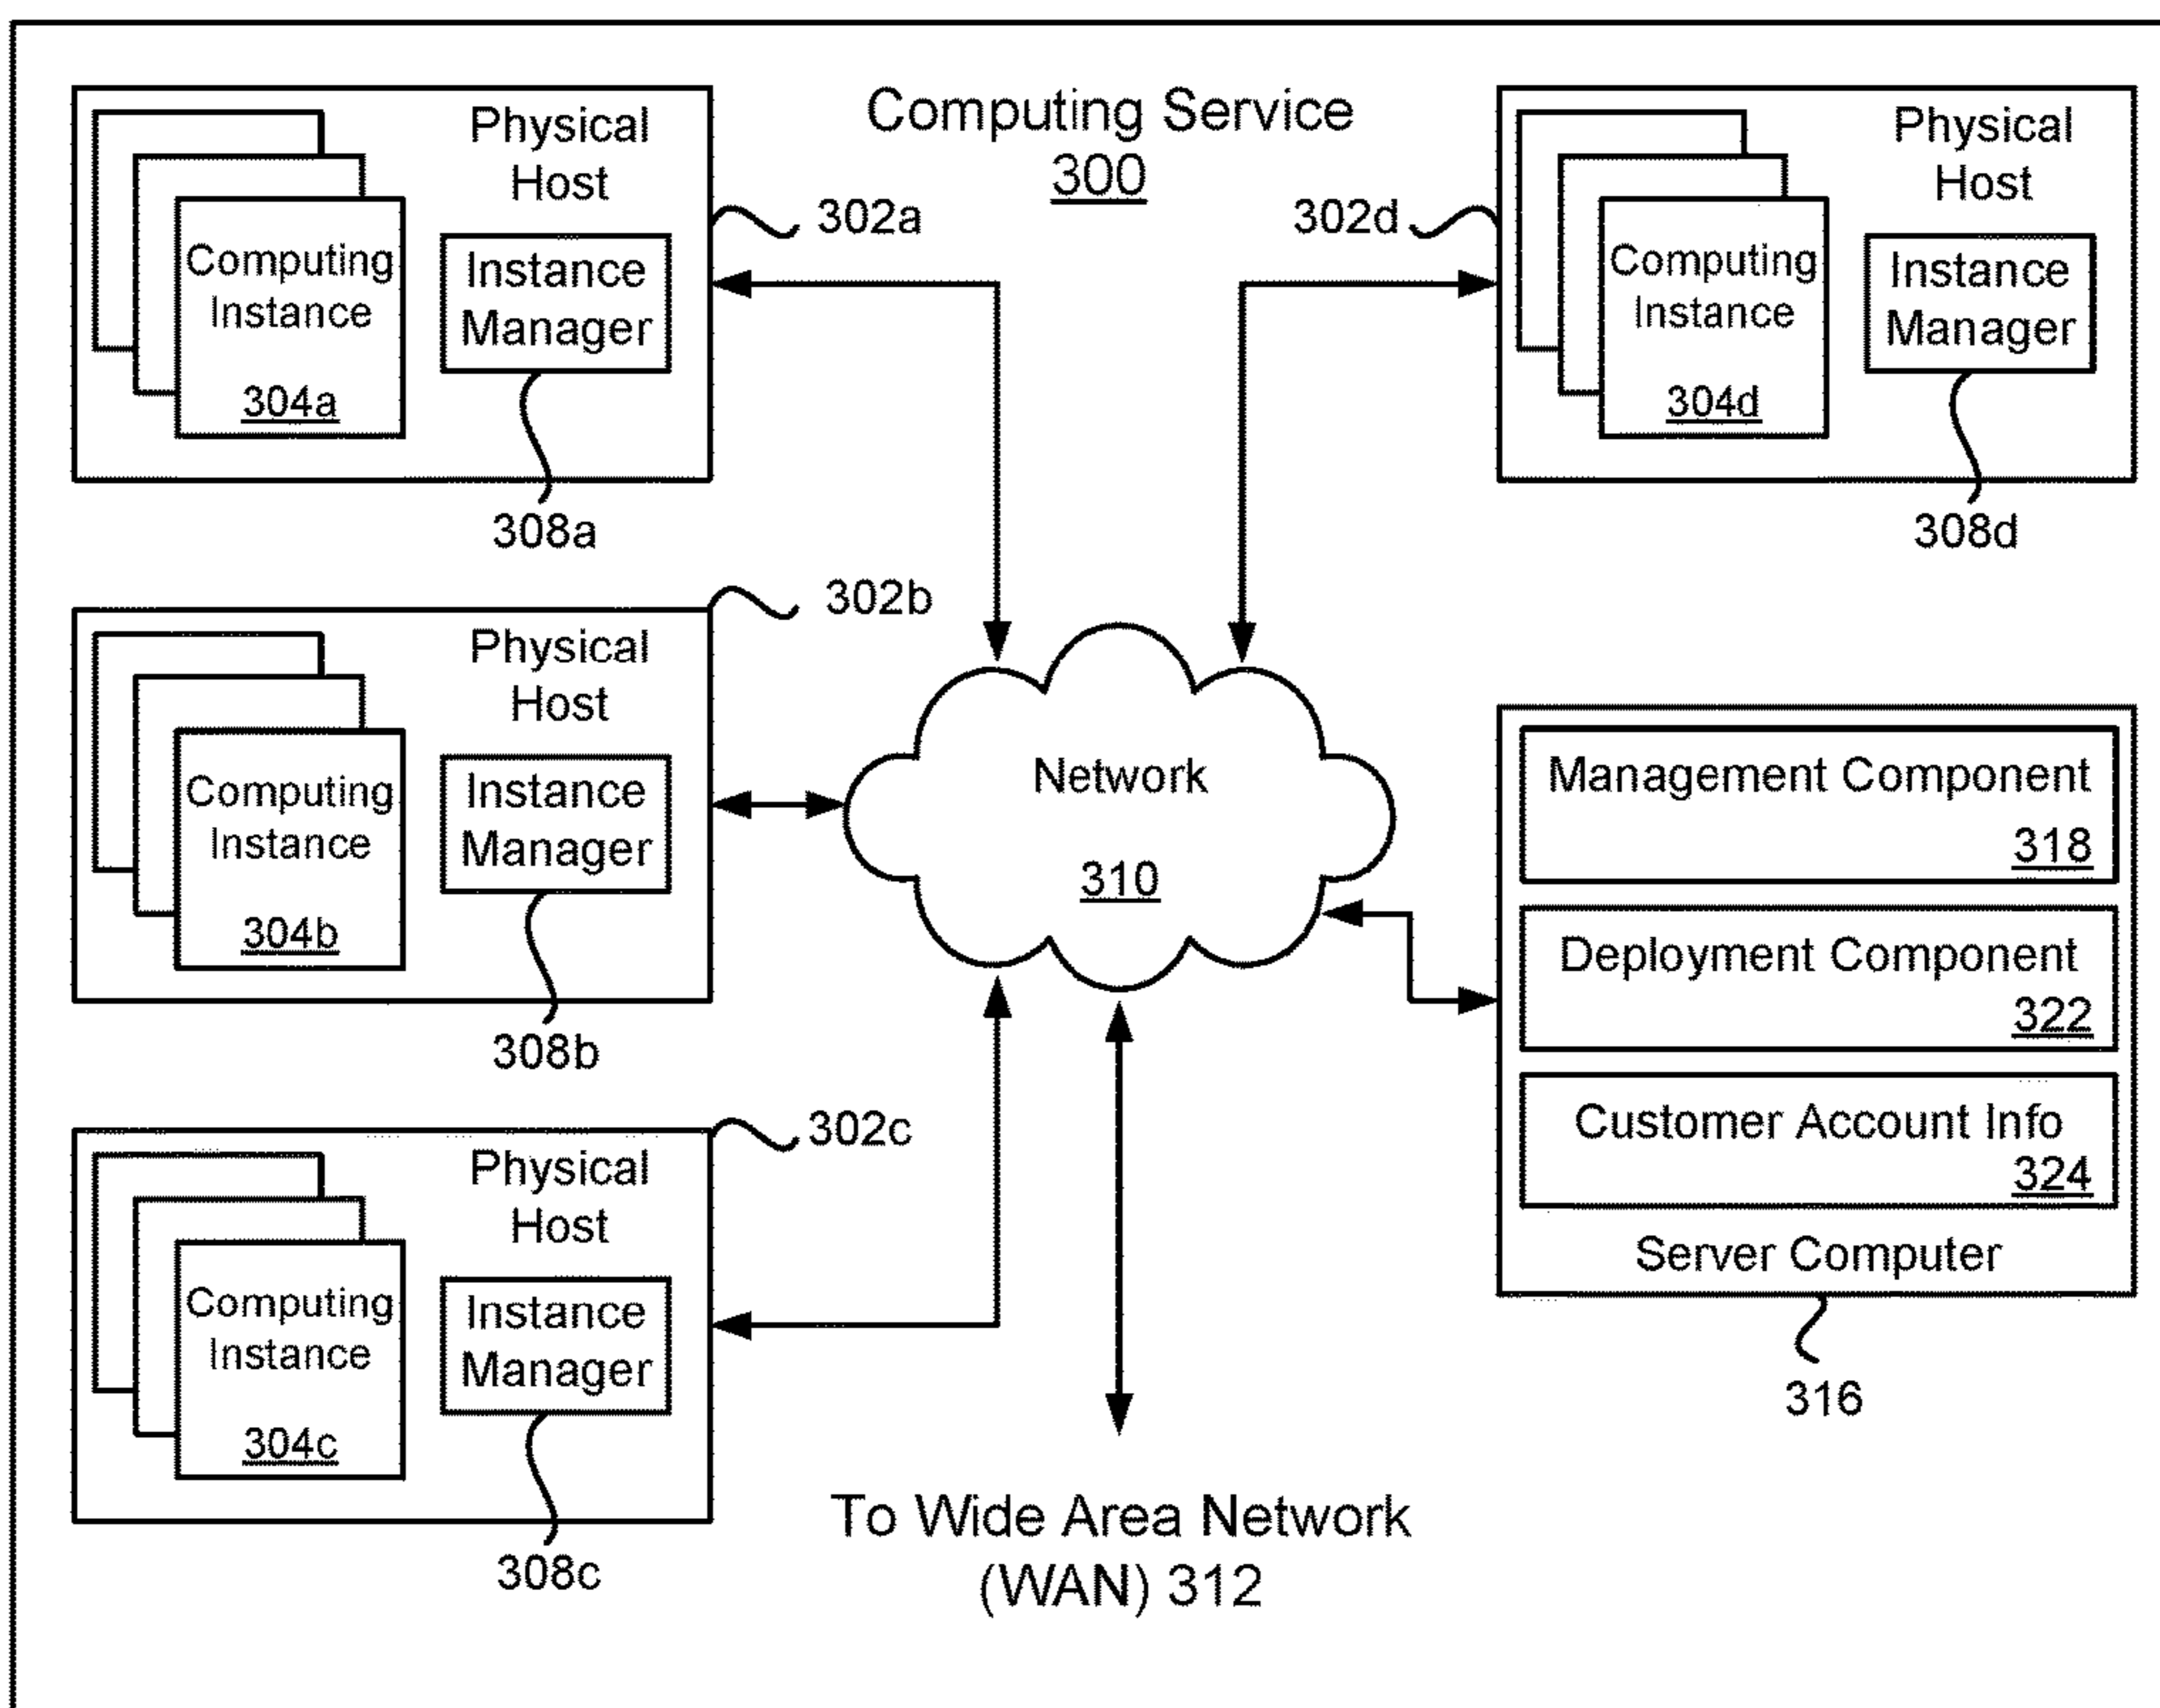 Computing Service
300
Physical
Host
Computing
Instance
304a
Instance
Manager
302a
308a
Physical
Host
Computing
Instance
304d
Instance
Manager
302d
308d
Physical
Host
Computing
Instance
304b
Instance
Manager
302b
308b
Network
310
Management Component
318
Deployment Component
322
Customer Account Info
324
Server Computer
316
Physical
Host
Computing
Instance
304c
Instance
Manager
302c
308c
To Wide Area Network
(WAN) 312